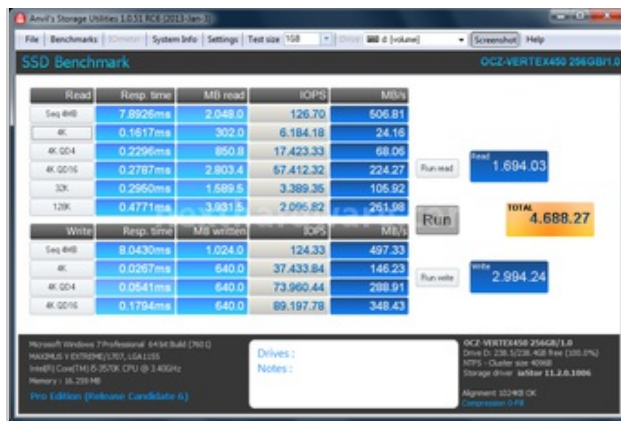 Anvil's Storage Utilities 1.0.51 RC6 (2013-Jan-3)
File Benchmarks IOmeter System Info Settings Test size 1GB Drive d: [volume] Screenshot Help
SSD Benchmark OCZ-VERTEX450 256GB/1.0
Read Resp. time MB read IOPS MB/s
Seq 4MB 7.8926ms 2.048.0 126.70 506.81
4K 0.1617ms 302.0 6.184.18 24.16
4K QD4 0.2296ms 850.8 17.423.33 68.06
4K QD16 0.2787ms 2.803.4 57.412.32 224.27
32K 0.2950ms 1.589.5 3.389.35 105.92
128K 0.4771ms 3.931.5 2.095.82 261.98
Run read
Read
1.694.03
Run
TOTAL
4.688.27
Write Resp. time MB written IOPS MB/s
Seq 4MB 8.0430ms 1.024.0 124.33 497.33
4K 0.0267ms 640.0 37.433.84 146.23
4K QD4 0.0541ms 640.0 73.960.44 288.91
4K QD16 0.1794ms 640.0 89.197.78 348.43
Run write
Write
2.994.24
Microsoft Windows 7 Professional 64-bit Build (7601)
MAXIMUS V EXTREME/1707, LGA1155
Intel(R) Core(TM) i5-3570K CPU @ 3.40GHz
Memory : 16.259 MB
Pro Edition (Release Candidate 6)
Drives :
Notes :
OCZ-VERTEX450 256GB/1.0
Drive D: 238.5/238.4GB free (100.0%)
NTFS - Cluster size 4096B
Storage driver iaStor 11.2.0.1006
Alignment 1024KB OK
Compression 0-Fill